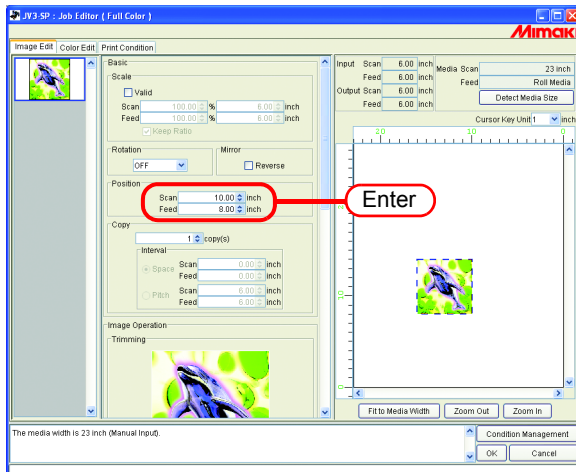 JV3-SP : Job Editor ( Full Color )
Mimaki
Image Edit Color Edit Print Condition
Basic
Scale
Valid
Scan 100.00 % 6.00 inch
Feed 100.00 % 6.00 inch
Keep Ratio
Rotation
OFF
Mirror
Reverse
Position
Scan 10.00 inch
Feed 8.00 inch
Enter
Copy
1 copy(s)
Interval
Space
Scan 0.00 inch
Feed 0.00 inch
Pitch
Scan 6.00 inch
Feed 6.00 inch
Image Operation
Trimming
Input Scan 6.00 inch
Feed 6.00 inch
Output Scan 6.00 inch
Feed 6.00 inch
Media Scan 23 inch
Feed Roll Media
Detect Media Size
Cursor Key Unit 1 inch
20 10 0
10
0
Fit to Media Width Zoom Out Zoom In
The media width is 23 inch (Manual Input).
Condition Management
OK Cancel